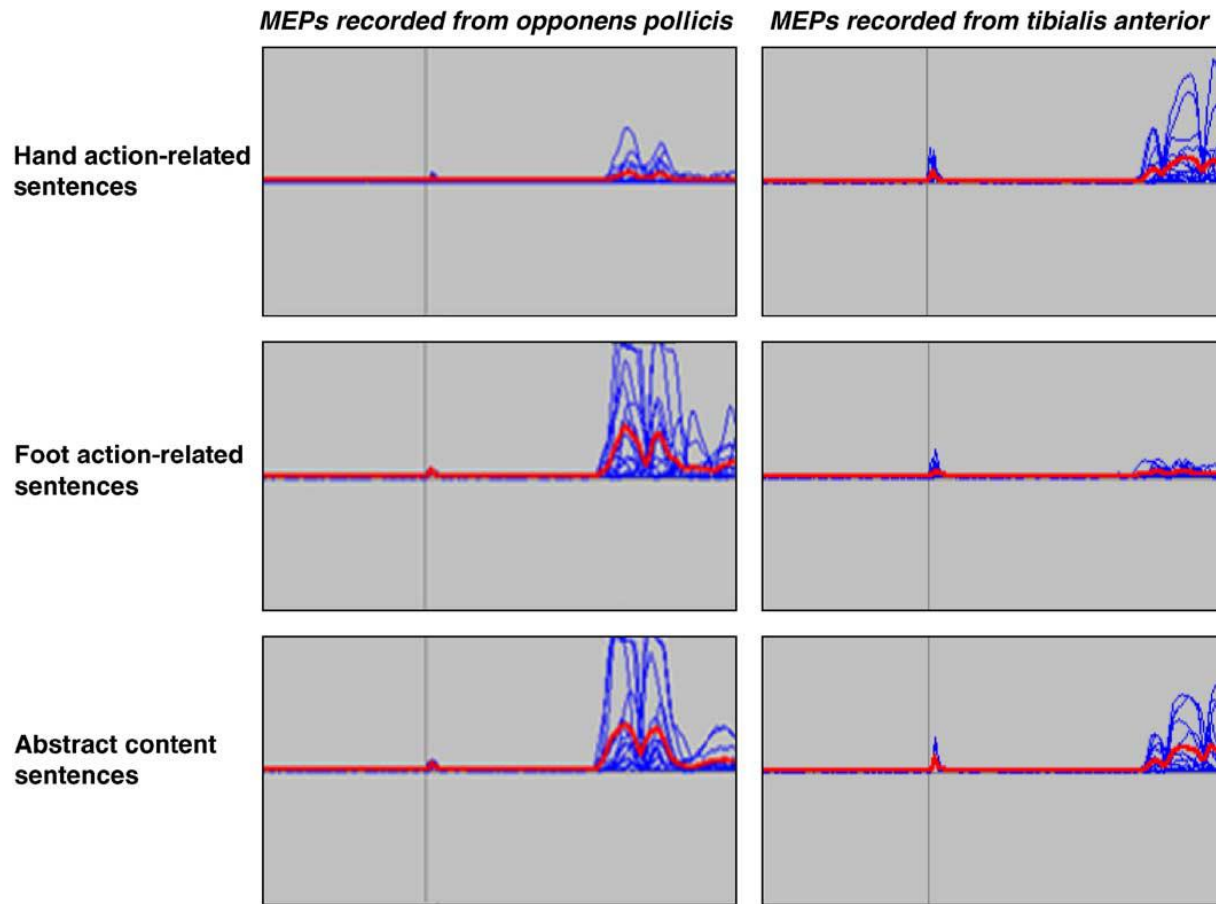 MEPs recorded from opponens pollicis
MEPs recorded from tibialis anterior
Hand action-related
sentences
Foot action-related
sentences
Abstract content
sentences